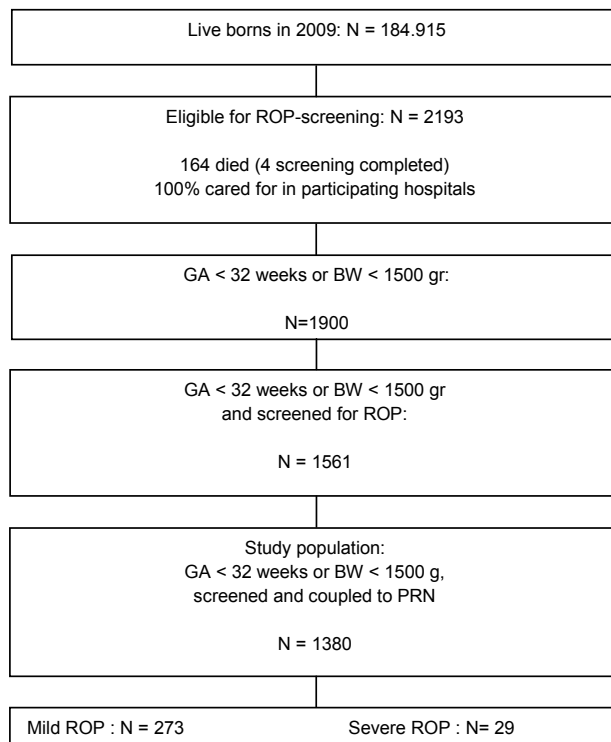 Live borns in 2009: N = 184.915
Eligible for ROP-screening: N = 2193
164 died (4 screening completed)
100% cared for in participating hospitals
GA < 32 weeks or BW < 1500 gr:
N=1900
GA < 32 weeks or BW < 1500 gr
and screened for ROP:
N = 1561
Study population:
GA < 32 weeks or BW < 1500 g,
screened and coupled to PRN
N = 1380
Mild ROP : N = 273 Severe ROP : N= 29